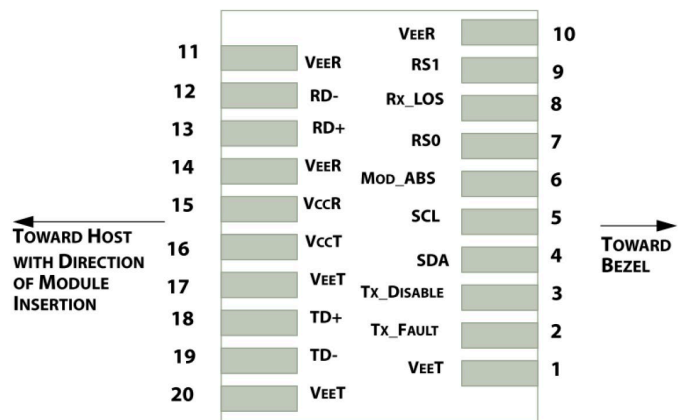 11 VEER
12 RD-
13 RD+
14 VEER
15 VCCR
16 VCCT
17 VEET
18 TD+
19 TD-
20 VEET
VEER 10
RS1 9
RX_LOS 8
RS0 7
MOD_ABS 6
SCL 5
SDA 4
TX_DISABLE 3
TX_FAULT 2
VEET 1
TOWARD HOST
WITH DIRECTION
OF MODULE
INSERTION
TOWARD
BEZEL